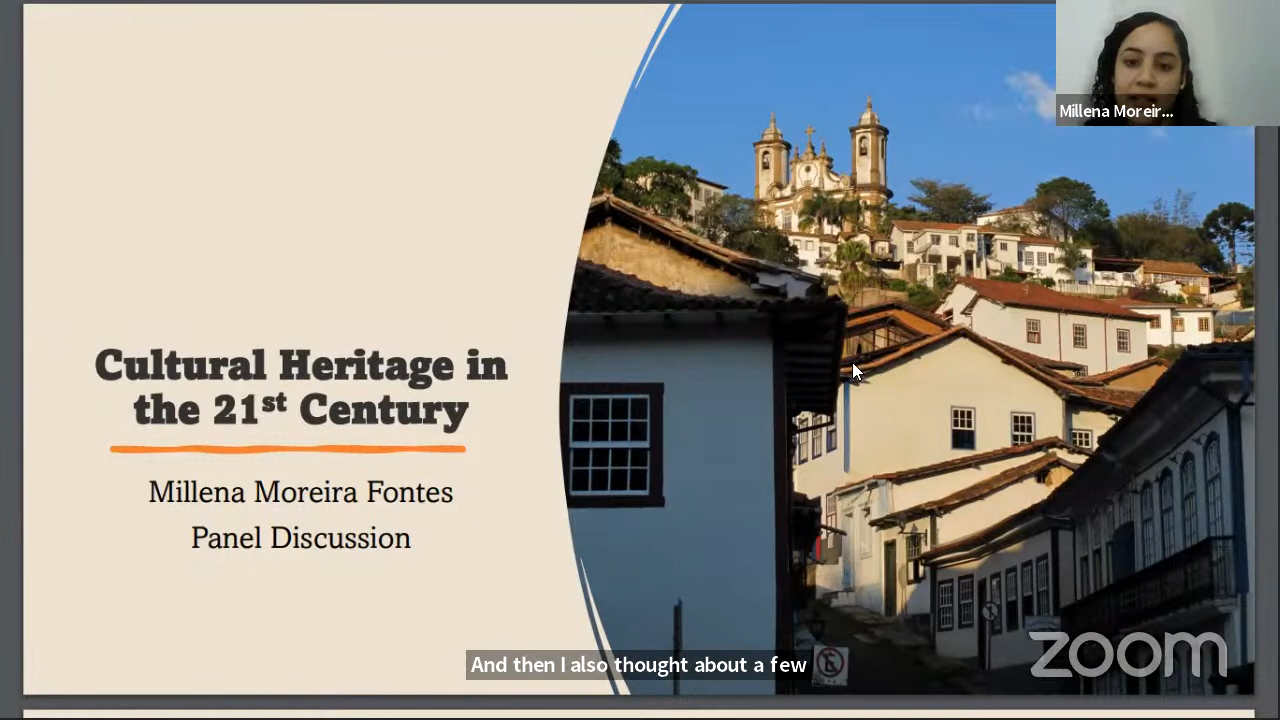 Millena Moreir...
Cultural Heritage in
the 21st Century
Millena Moreira Fontes
Panel Discussion
And then I also thought about a few
zoom